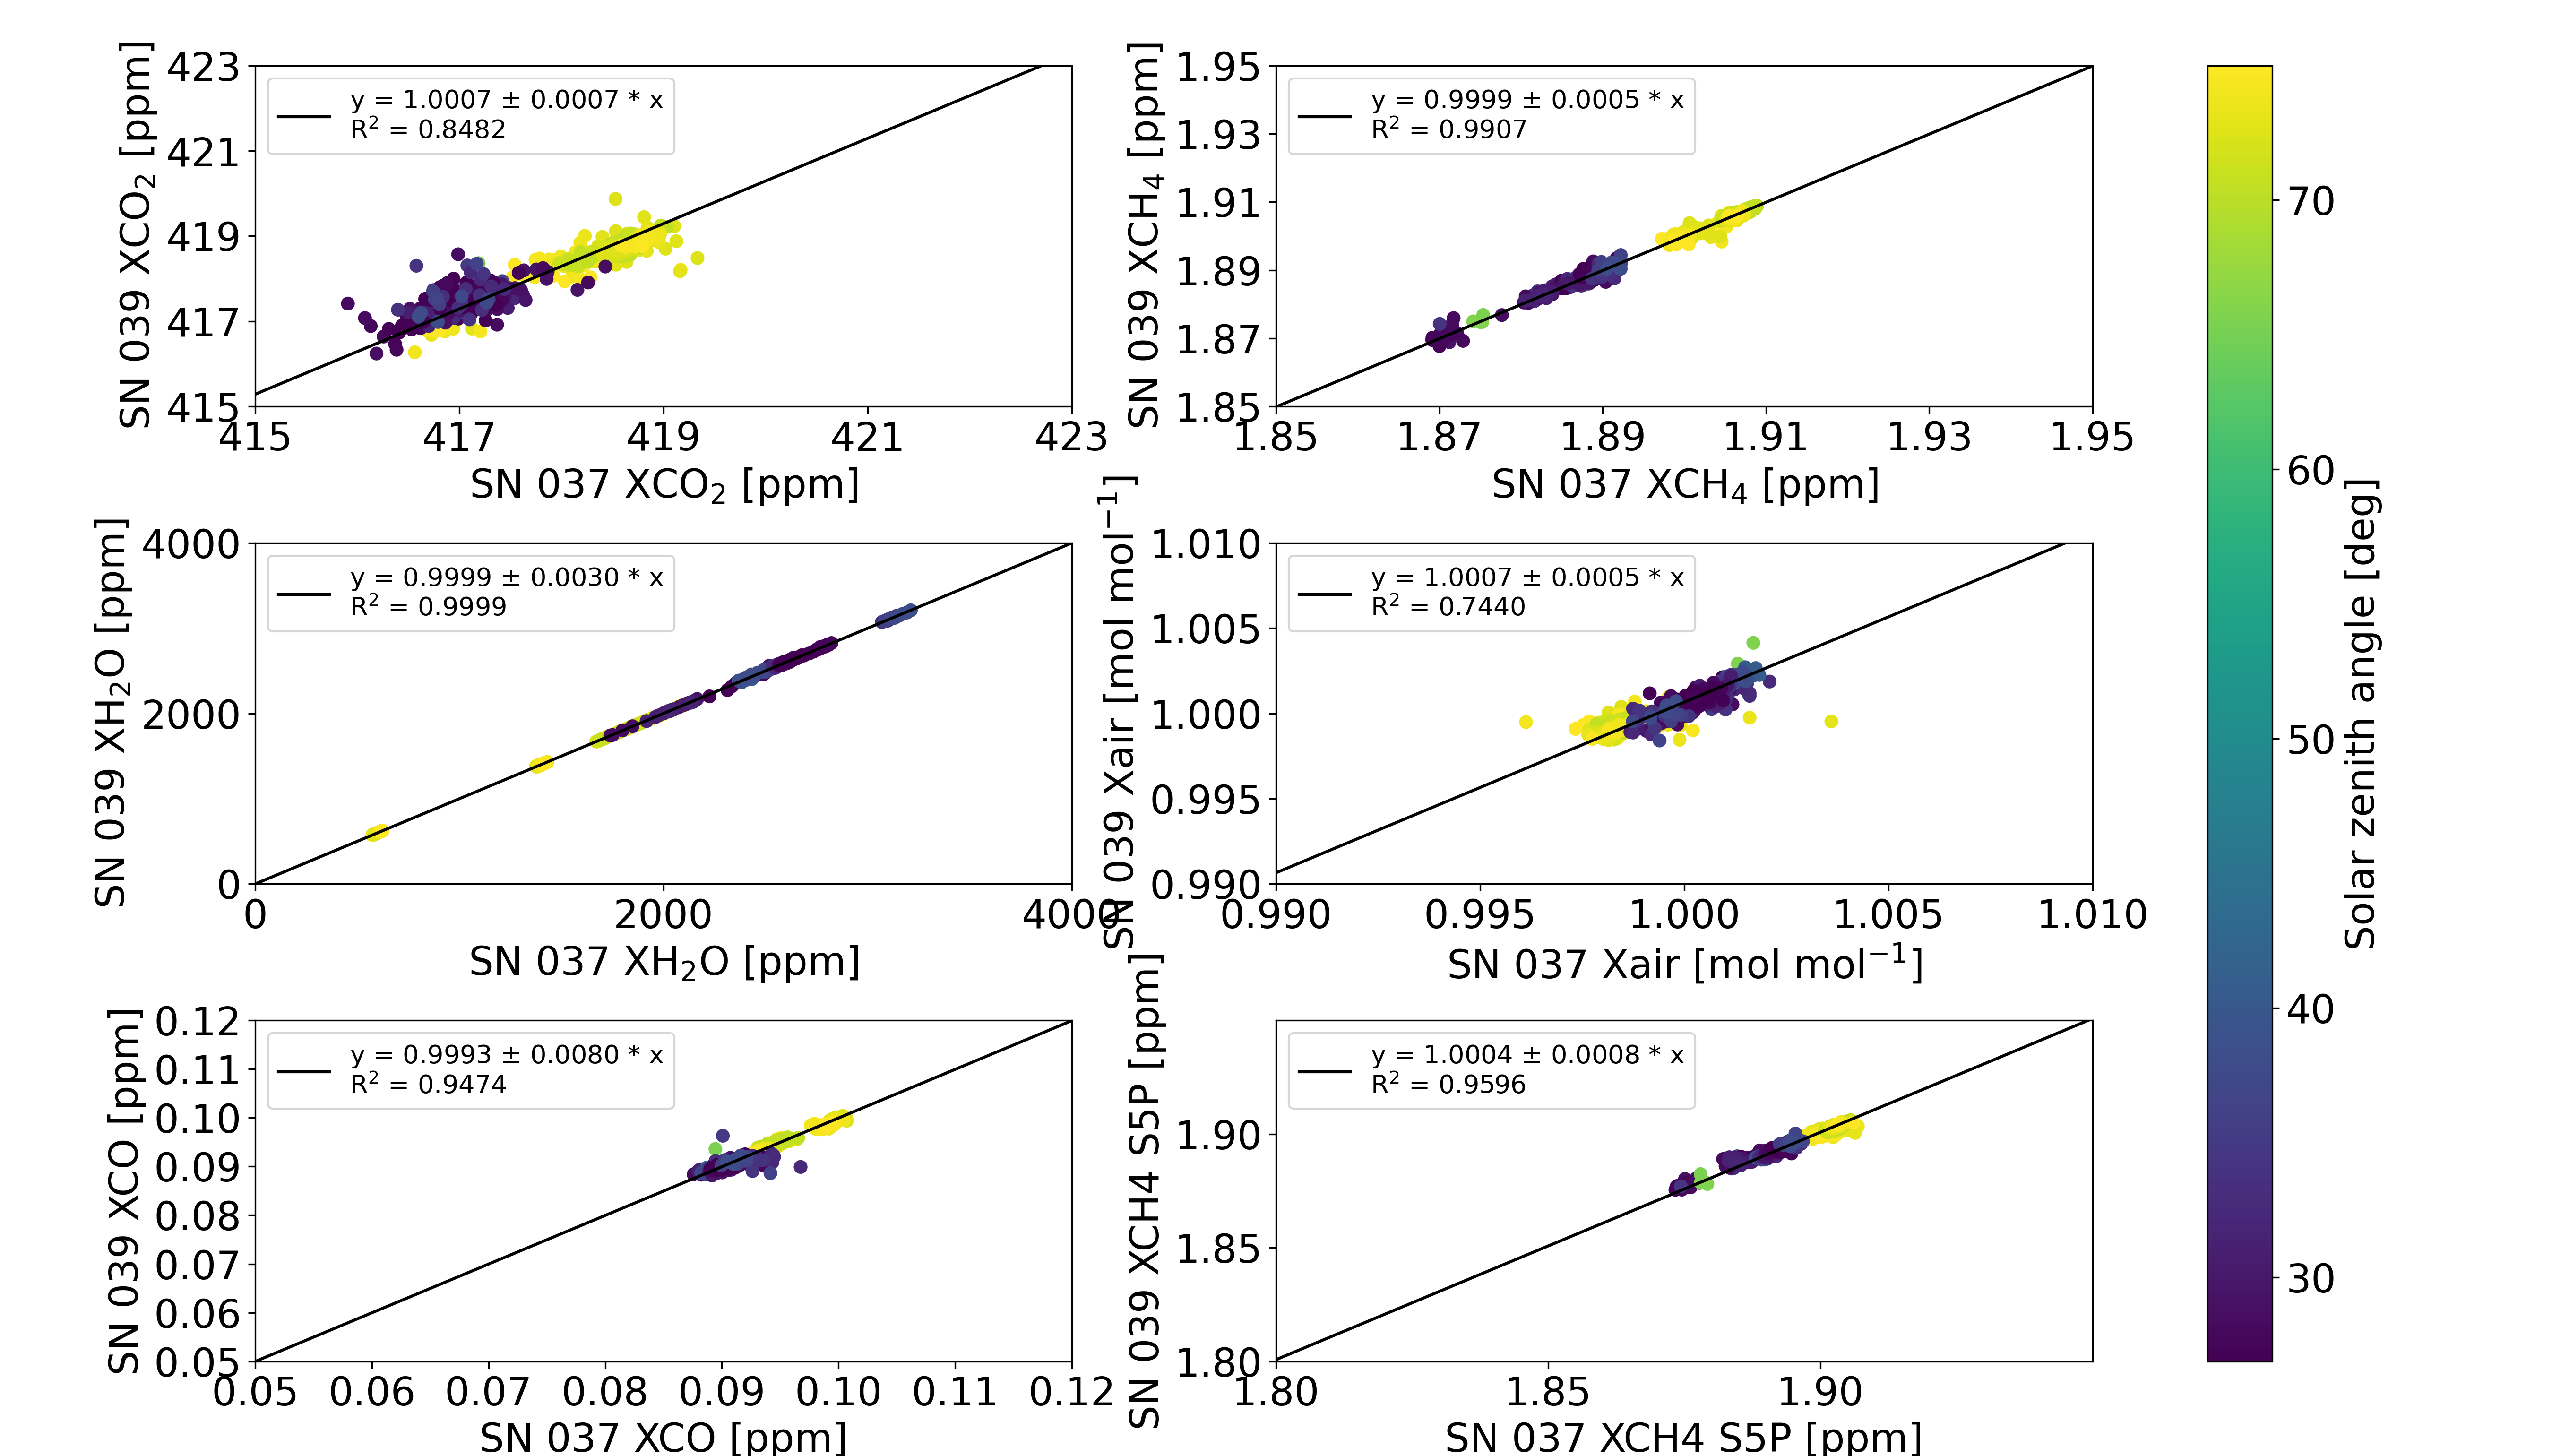 SN 039 XCO₂ [ppm]
423
421
419
417
415
y = 1.0007 ± 0.0007 * x
R² = 0.8482
415 417 419 421 423
SN 037 XCO₂ [ppm]
SN 039 XCH₄ [ppm]
1.95
1.93
1.91
1.89
1.87
1.85
y = 0.9999 ± 0.0005 * x
R² = 0.9907
1.85 1.87 1.89 1.91 1.93 1.95
SN 037 XCH₄ [ppm]
SN 039 XH₂O [ppm]
4000
2000
0
y = 0.9999 ± 0.0030 * x
R² = 0.9999
0 2000 4000
SN 037 XH₂O [ppm]
SN 039 Xair [mol mol⁻¹]
1.010
1.005
1.000
0.995
0.990
y = 1.0007 ± 0.0005 * x
R² = 0.7440
0.990 0.995 1.000 1.005 1.010
SN 037 Xair [mol mol⁻¹]
SN 039 XCO [ppm]
0.12
0.11
0.10
0.09
0.08
0.07
0.06
0.05
y = 0.9993 ± 0.0080 * x
R² = 0.9474
0.05 0.06 0.07 0.08 0.09 0.10 0.11 0.12
SN 037 XCO [ppm]
SN 039 XCH4 S5P [ppm]
1.90
1.85
1.80
y = 1.0004 ± 0.0008 * x
R² = 0.9596
1.80 1.85 1.90
SN 037 XCH4 S5P [ppm]
70
60
50
40
30
Solar zenith angle [deg]